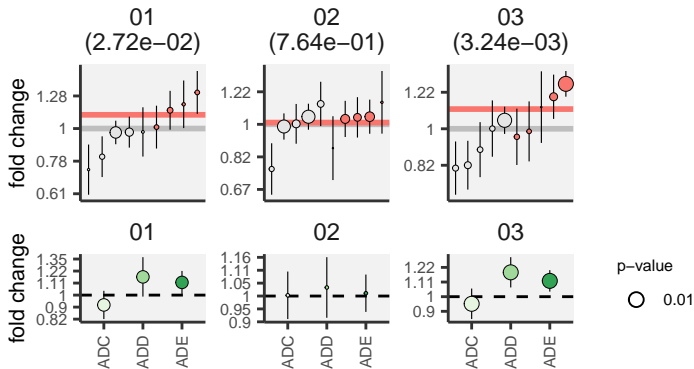 01
(2.72e−02)
02
(7.64e−01)
03
(3.24e−03)
fold change
1.28
1
0.78
0.61
1.22
1
0.82
0.67
1.22
1
0.82
01
02
03
fold change
1.35
1.22
1.11
1
0.9
0.82
1.16
1.11
1.05
1
0.95
0.9
1.22
1.11
1
0.9
ADC
ADD
ADE
ADC
ADD
ADE
ADC
ADD
ADE
p−value
0.01